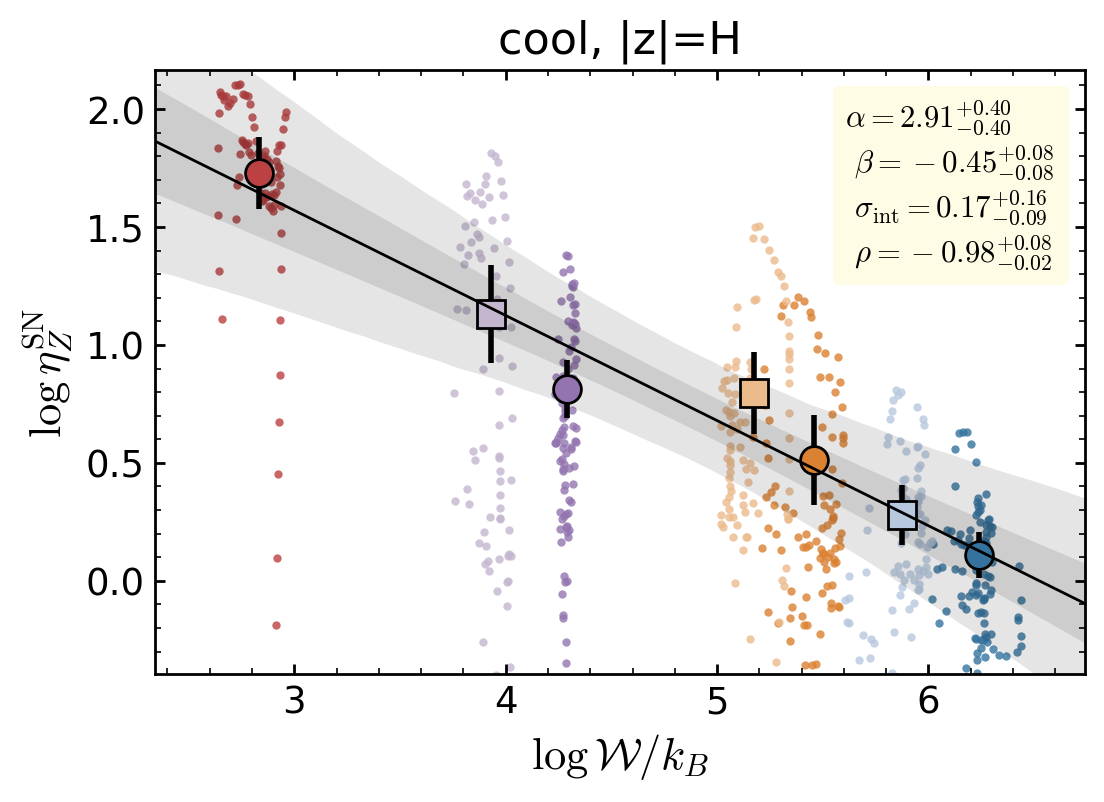 cool, |z|=H
α = 2.91^{+0.40}_{-0.40}
β = −0.45^{+0.08}_{-0.08}
σ_int = 0.17^{+0.16}_{-0.09}
ρ = −0.98^{+0.08}_{-0.02}
log η_Z^SN
2.0
1.5
1.0
0.5
0.0
3 4 5 6
log 𝒲/k_B